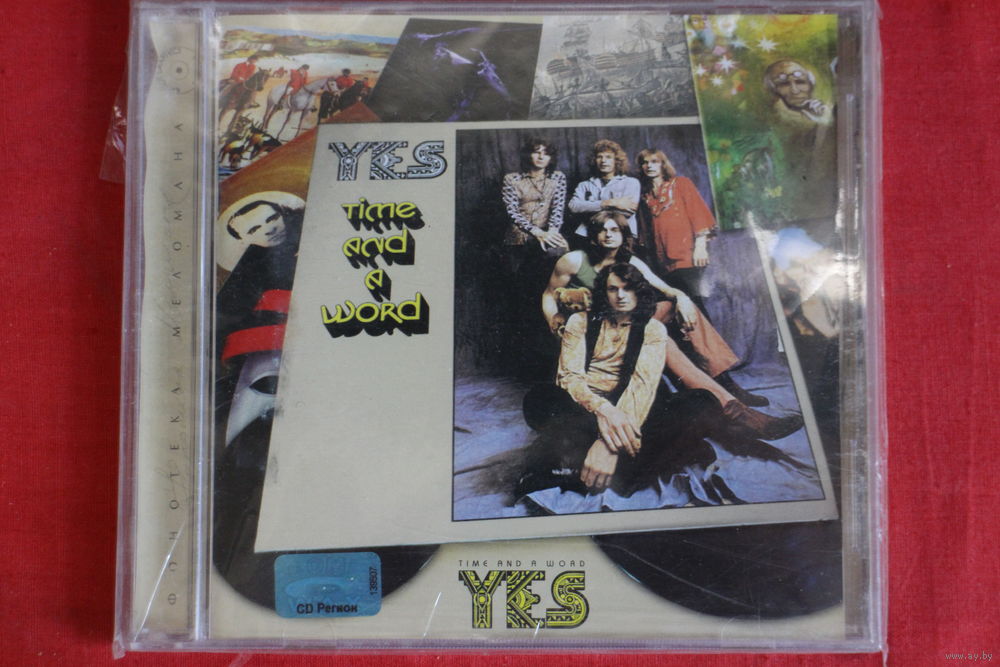 ФОНОТЕКА МЕЛОМАНА
YES
Time
and
a
word
TIME AND A WORD
YES
139507
CD Регион
www.ay.by